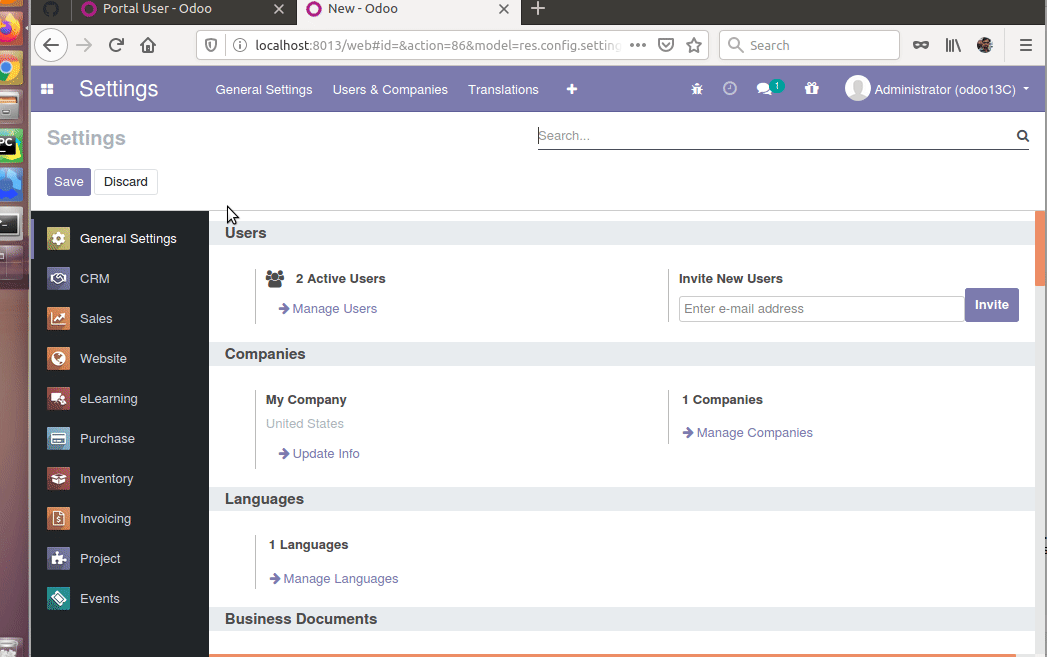 Portal User - Odoo
New - Odoo
localhost:8013/web#id=&action=86&model=res.config.setting
Search
Settings
General Settings
Users & Companies
Translations
1
Administrator (odoo13C)
Settings
Search...
Save
Discard
General Settings
CRM
Sales
Website
eLearning
Purchase
Inventory
Invoicing
Project
Events
Users
2 Active Users
Manage Users
Invite New Users
Enter e-mail address
Invite
Companies
My Company
United States
Update Info
1 Companies
Manage Companies
Languages
1 Languages
Manage Languages
Business Documents